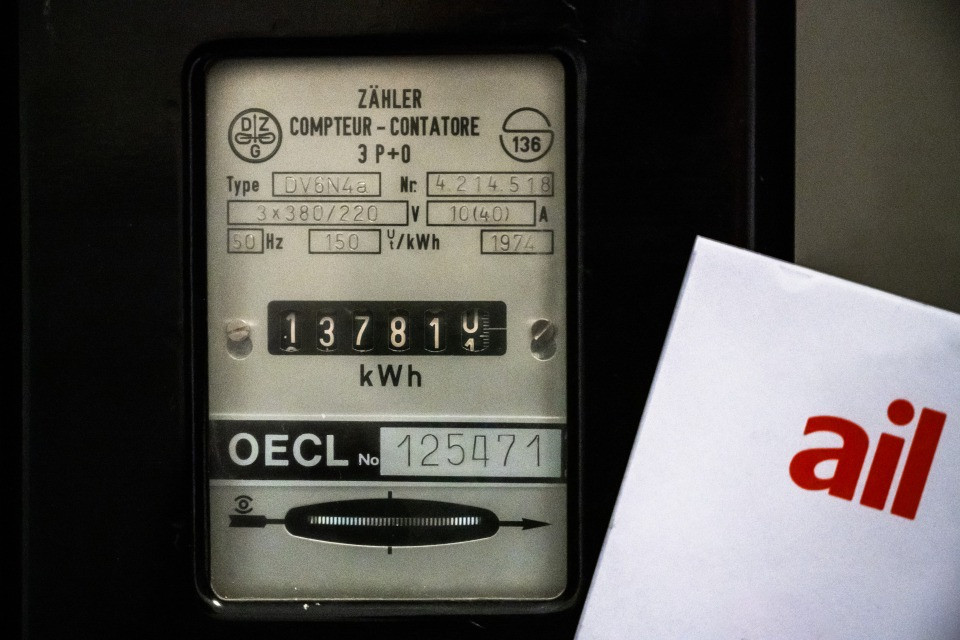 ZÄHLER
COMPTEUR - CONTATORE
3 P+0
D Z G
136
Type DV6N4a Nr. 4.214.518
3x380/220 V 10(40) A
50 Hz 150 U/t/kWh 1974
137810
kWh
OECL No 125471
ail